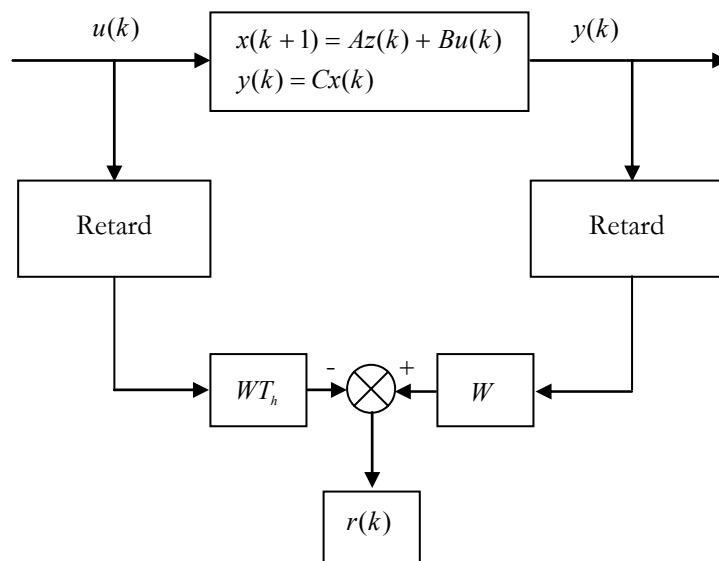 u(k)
x(k + 1) = Az(k) + Bu(k)
y(k) = Cx(k)
y(k)
Retard
Retard
WT_h
-
+
W
r(k)